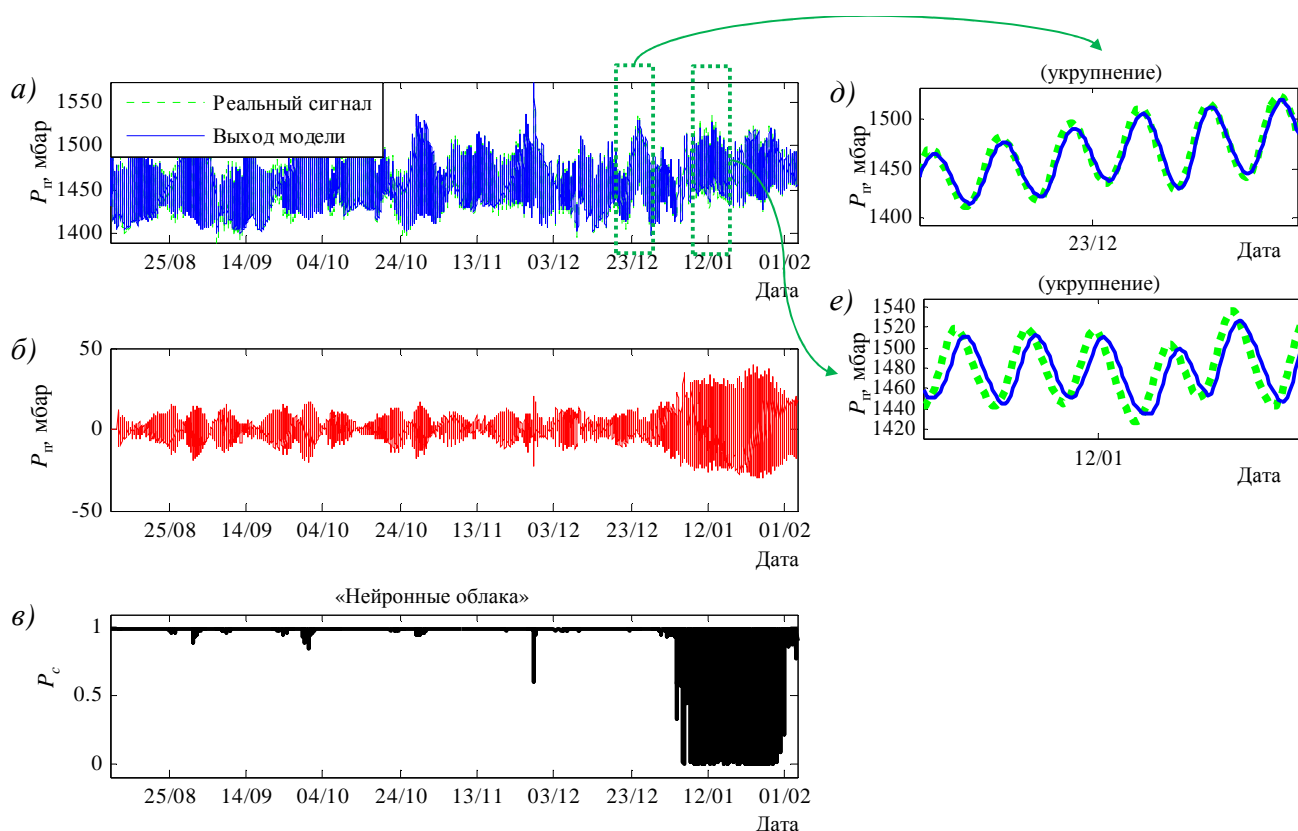 а)
Pп, мбар
1550
1500
1450
1400
Реальный сигнал
Выход модели
25/08 14/09 04/10 24/10 13/11 03/12 23/12 12/01 01/02
Дата
д)
(укрупнение)
Pп, мбар
1500
1450
1400
23/12
Дата
е)
(укрупнение)
Pп, мбар
1540
1520
1500
1480
1460
1440
1420
12/01
Дата
б)
Pп, мбар
50
0
-50
25/08 14/09 04/10 24/10 13/11 03/12 23/12 12/01 01/02
Дата
в)
«Нейронные облака»
Pc
1
0.5
0
25/08 14/09 04/10 24/10 13/11 03/12 23/12 12/01 01/02
Дата